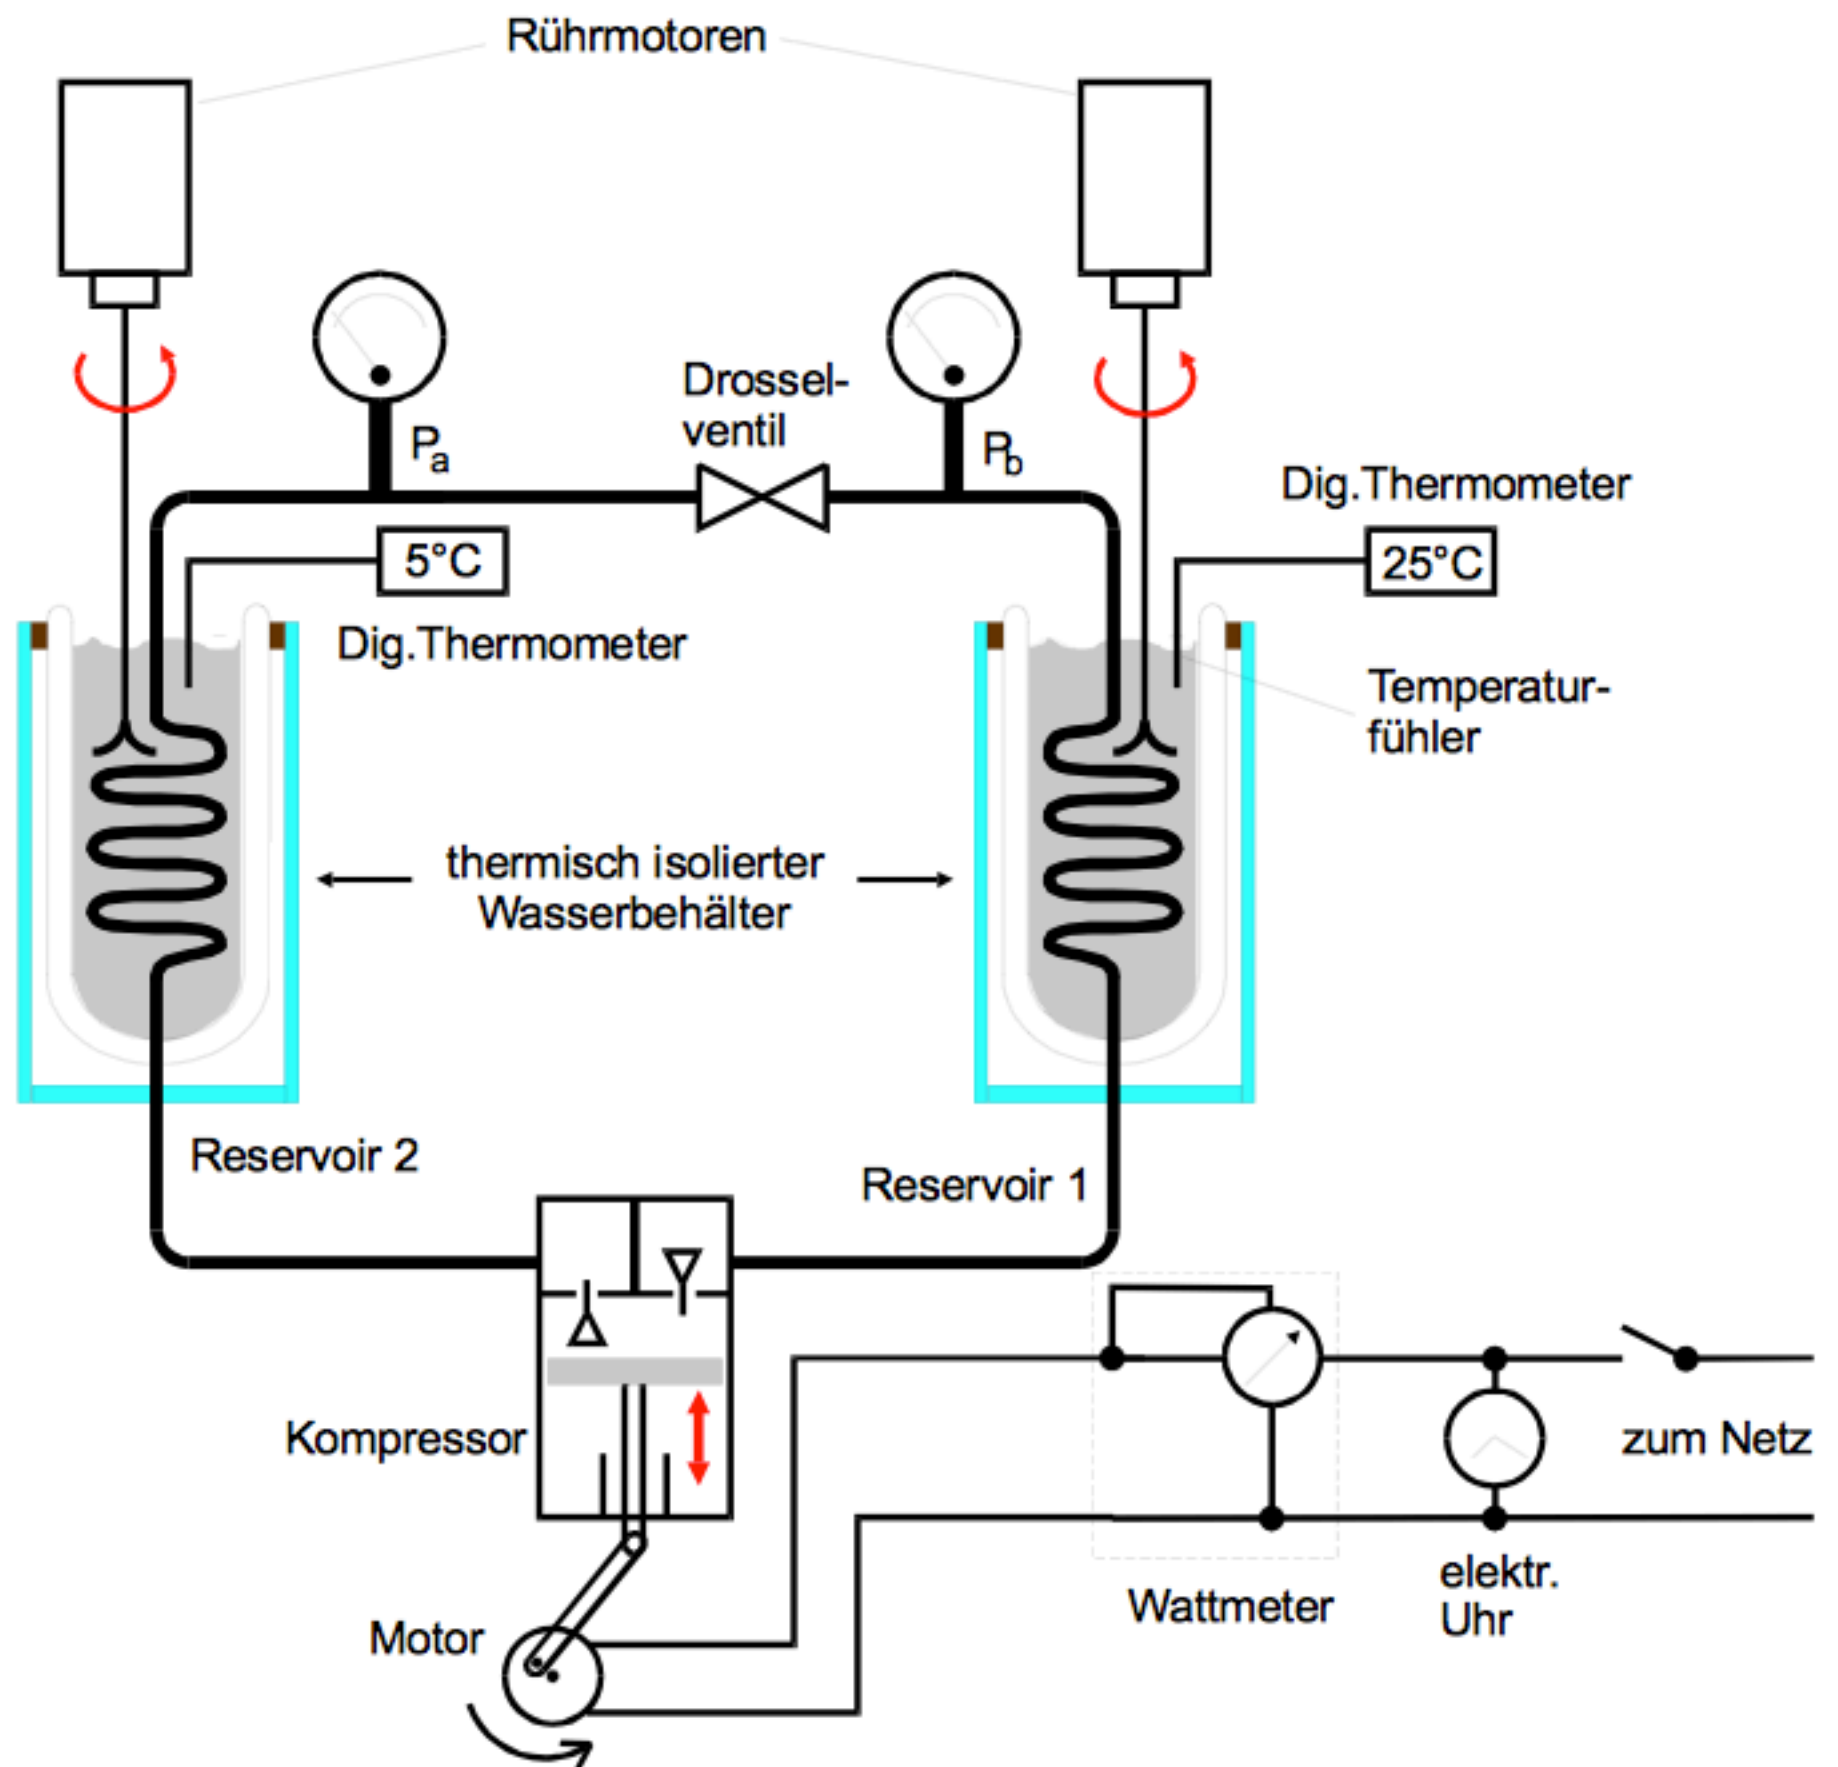 Rührmotoren
Drossel-
ventil
Pa
Pb
Dig.Thermometer
5°C
25°C
Dig.Thermometer
Temperatur-
fühler
thermisch isolierter
Wasserbehälter
Reservoir 2
Reservoir 1
Kompressor
zum Netz
elektr.
Uhr
Wattmeter
Motor